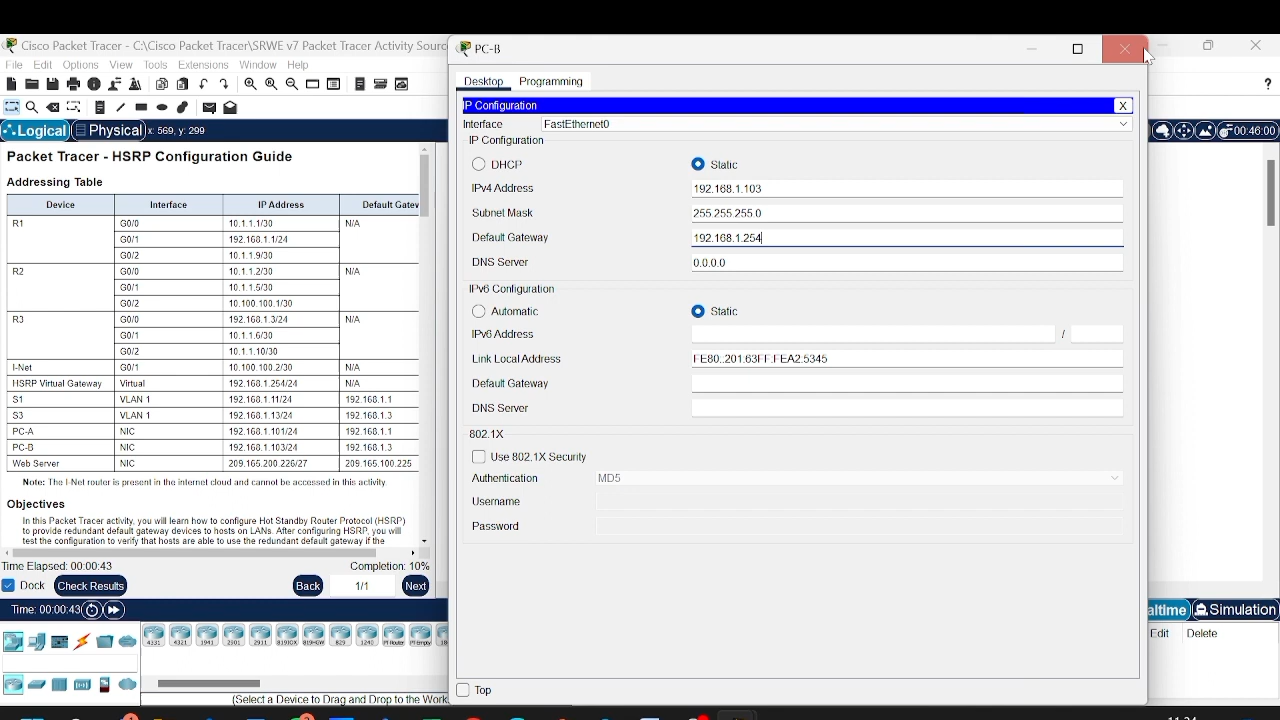 Cisco Packet Tracer - C:\Cisco Packet Tracer\SRWE v7 Packet Tracer Activity Sourc
File Edit Options View Tools Extensions Window Help
?
Logical Physical x: 569, y: 299
00:46:00
Packet Tracer - HSRP Configuration Guide
Addressing Table
Device Interface IP Address Default Gatew
R1 G0/0 10.1.1.1/30 N/A
G0/1 192.168.1.1/24
G0/2 10.1.1.9/30
R2 G0/0 10.1.1.2/30 N/A
G0/1 10.1.1.5/30
G0/2 10.100.100.1/30
R3 G0/0 192.168.1.3/24 N/A
G0/1 10.1.1.6/30
G0/2 10.1.1.10/30
I-Net G0/1 10.100.100.2/30 N/A
HSRP Virtual Gateway Virtual 192.168.1.254/24 N/A
S1 VLAN 1 192.168.1.11/24 192.168.1.1
S3 VLAN 1 192.168.1.13/24 192.168.1.3
PC-A NIC 192.168.1.101/24 192.168.1.1
PC-B NIC 192.168.1.103/24 192.168.1.3
Web Server NIC 209.165.200.226/27 209.165.100.225
Note: The I-Net router is present in the internet cloud and cannot be accessed in this activity
Objectives
In this Packet Tracer activity, you will learn how to configure Hot Standby Router Protocol (HSRP)
to provide redundant default gateway devices to hosts on LANs. After configuring HSRP, you will
test the configuration to verify that hosts are able to use the redundant default gateway if the
Time Elapsed: 00:00:43 Completion: 10%
Dock Check Results Back 1/1 Next
Time: 00:00:43
4331 4321 1941 2901 2911 819IOX 819HGW 829 1240 PT-Router PT-Empty 18
(Select a Device to Drag and Drop to the Work
PC-B
Desktop Programming
IP Configuration X
Interface FastEthernet0
IP Configuration
DHCP Static
IPv4 Address 192.168.1.103
Subnet Mask 255.255.255.0
Default Gateway 192.168.1.254
DNS Server 0.0.0.0
IPv6 Configuration
Automatic Static
IPv6 Address /
Link Local Address FE80::201:63FF:FEA2:5345
Default Gateway
DNS Server
802.1X
Use 802.1X Security
Authentication MD5
Username
Password
Top
altime Simulation
Edit Delete